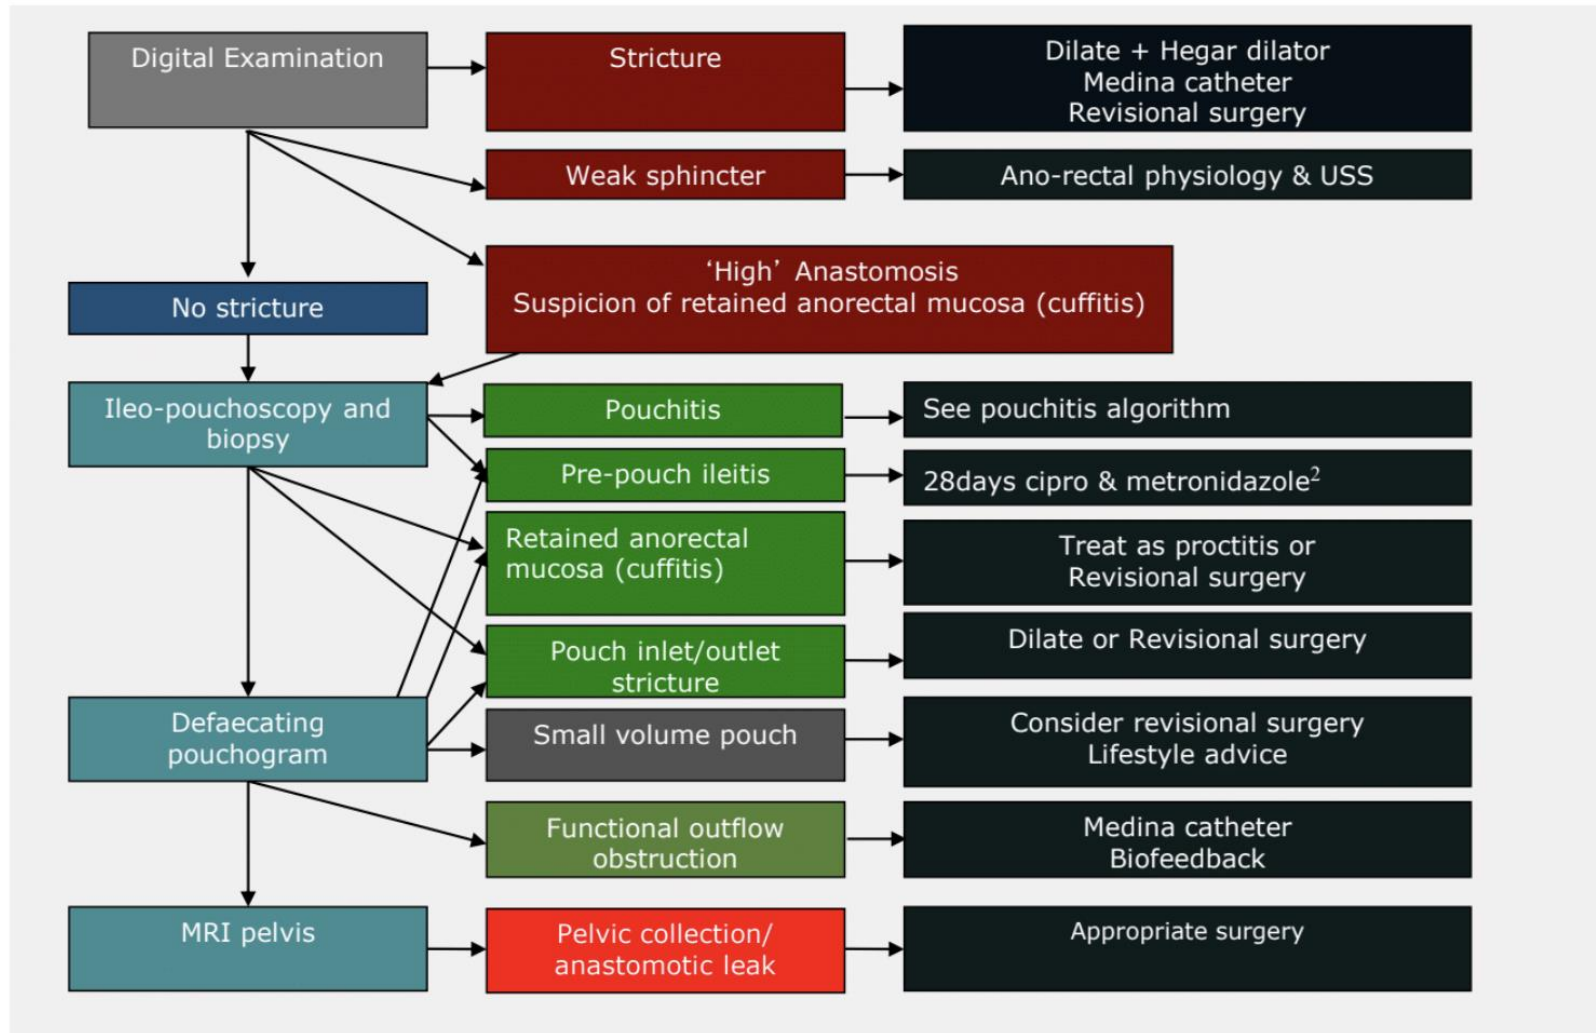 Digital Examination
Stricture
Dilate + Hegar dilator
Medina catheter
Revisional surgery
Weak sphincter
Ano-rectal physiology & USS
‘High’ Anastomosis
Suspicion of retained anorectal mucosa (cuffitis)
No stricture
Ileo-pouchoscopy and
biopsy
Pouchitis
See pouchitis algorithm
Pre-pouch ileitis
28days cipro & metronidazole²
Retained anorectal
mucosa (cuffitis)
Treat as proctitis or
Revisional surgery
Pouch inlet/outlet
stricture
Dilate or Revisional surgery
Defaecating
pouchogram
Small volume pouch
Consider revisional surgery
Lifestyle advice
Functional outflow
obstruction
Medina catheter
Biofeedback
MRI pelvis
Pelvic collection/
anastomotic leak
Appropriate surgery